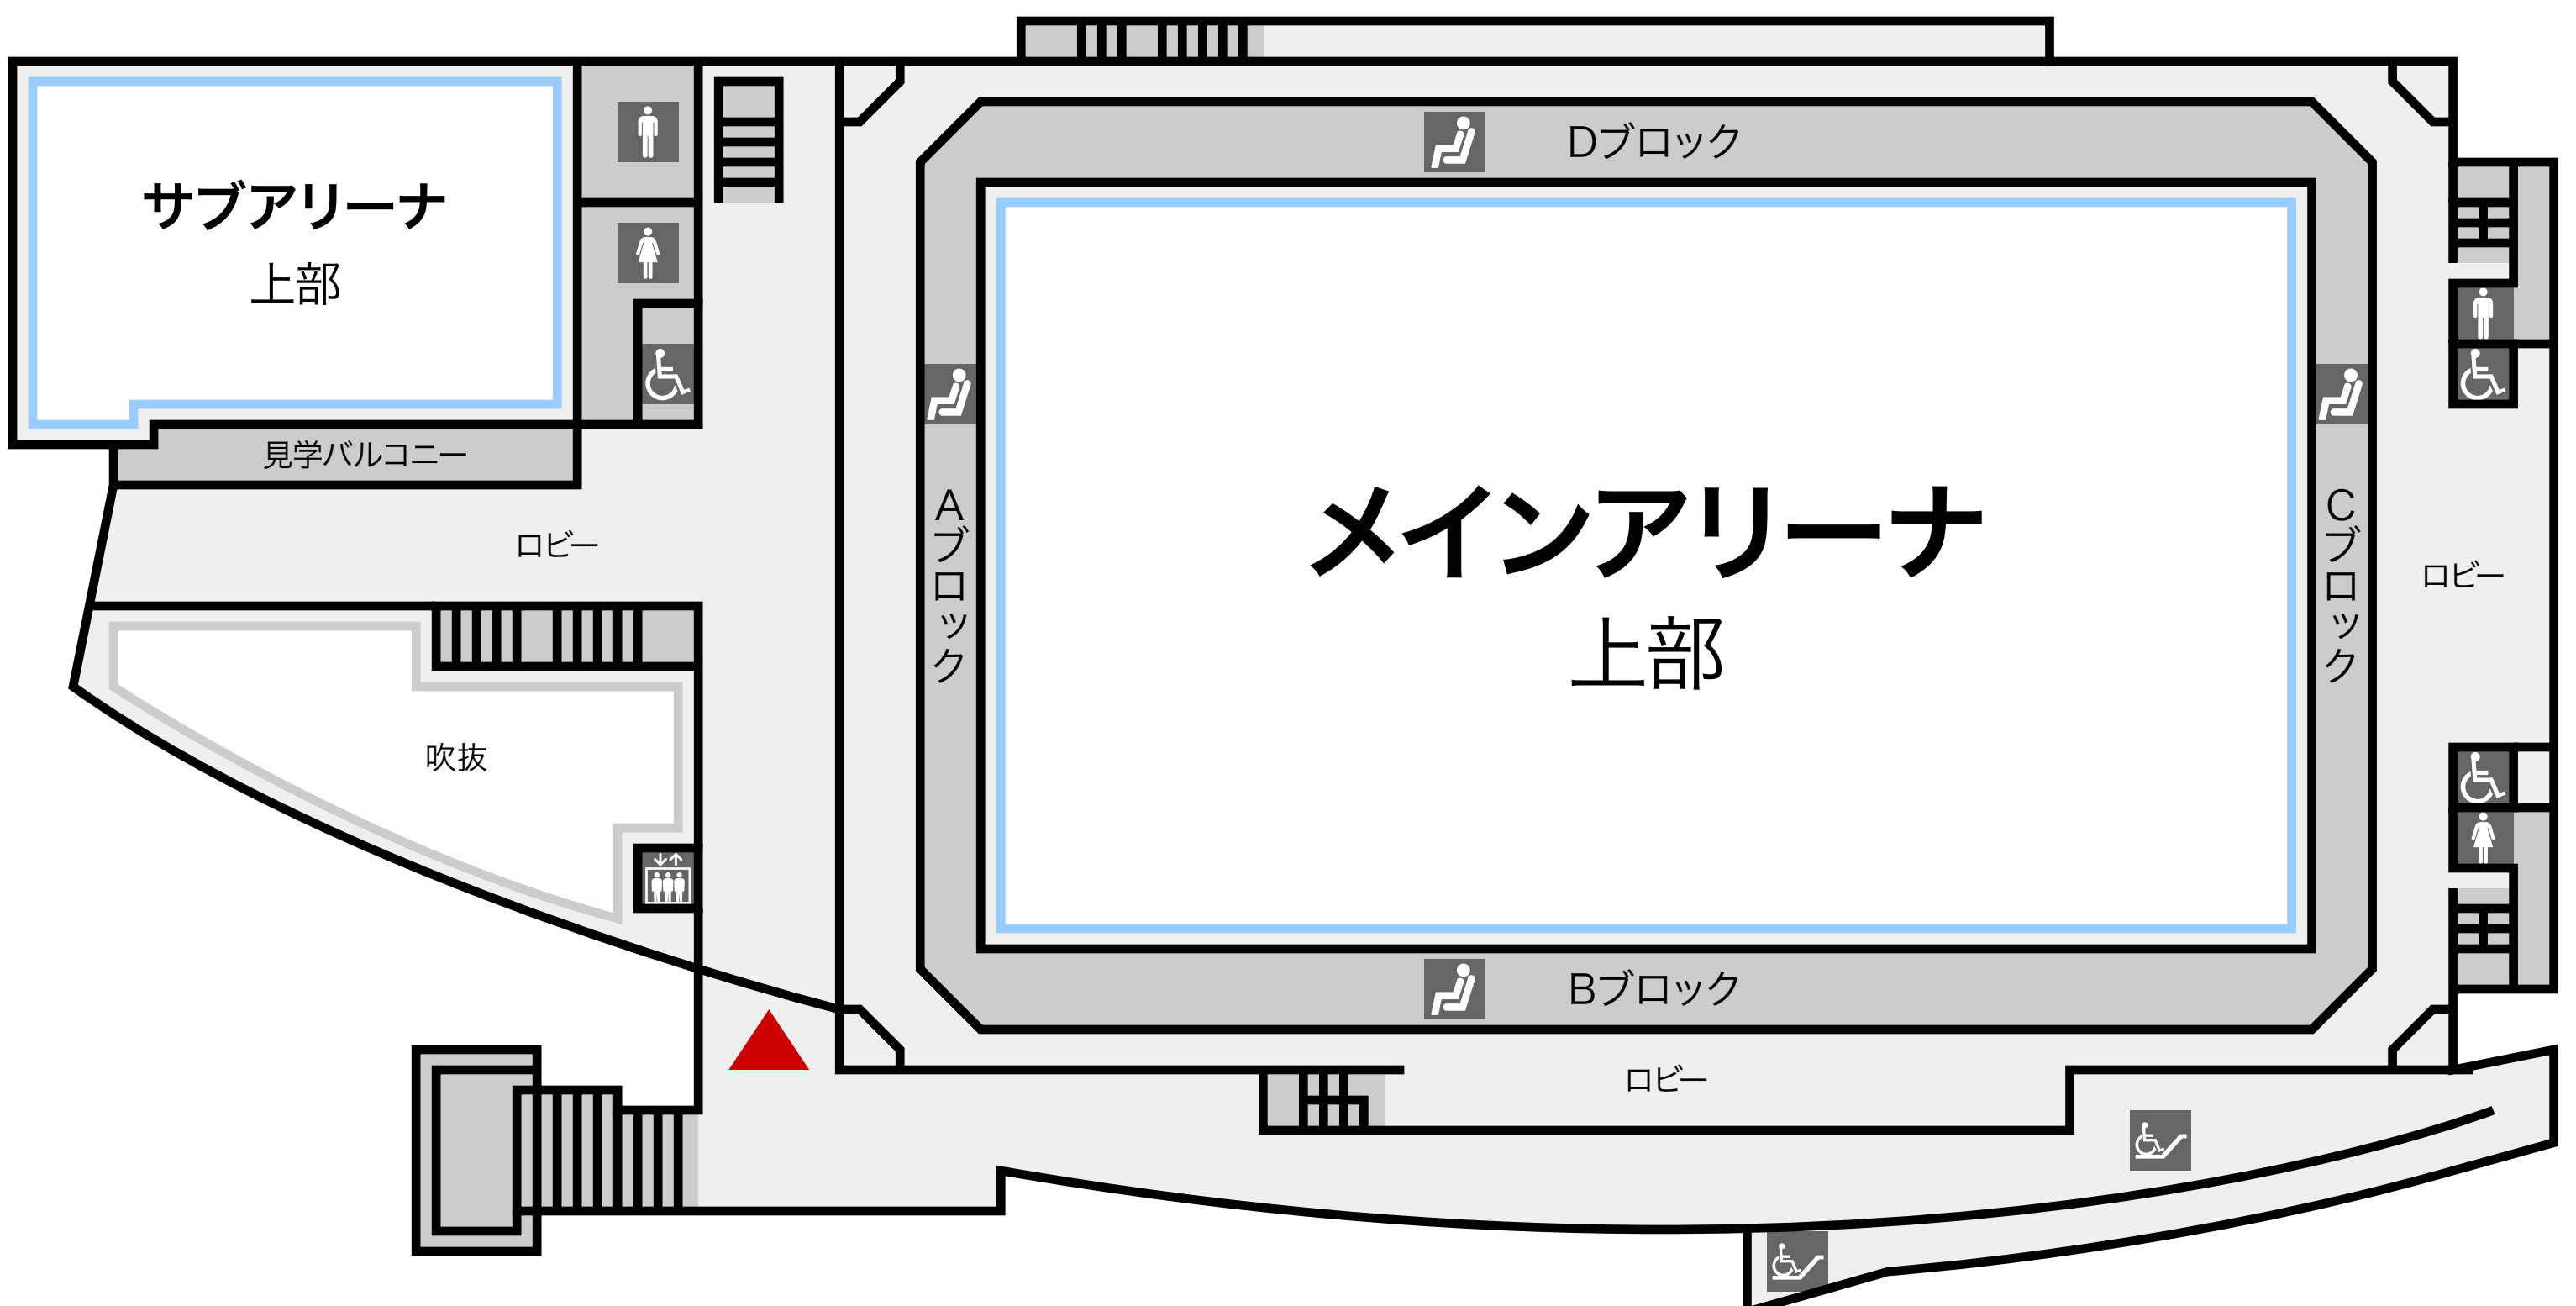 Dブロック
サブアリーナ
上部
見学バルコニー
ロビー
Aブロック
メインアリーナ
上部
Cブロック
ロビー
吹抜
Bブロック
ロビー